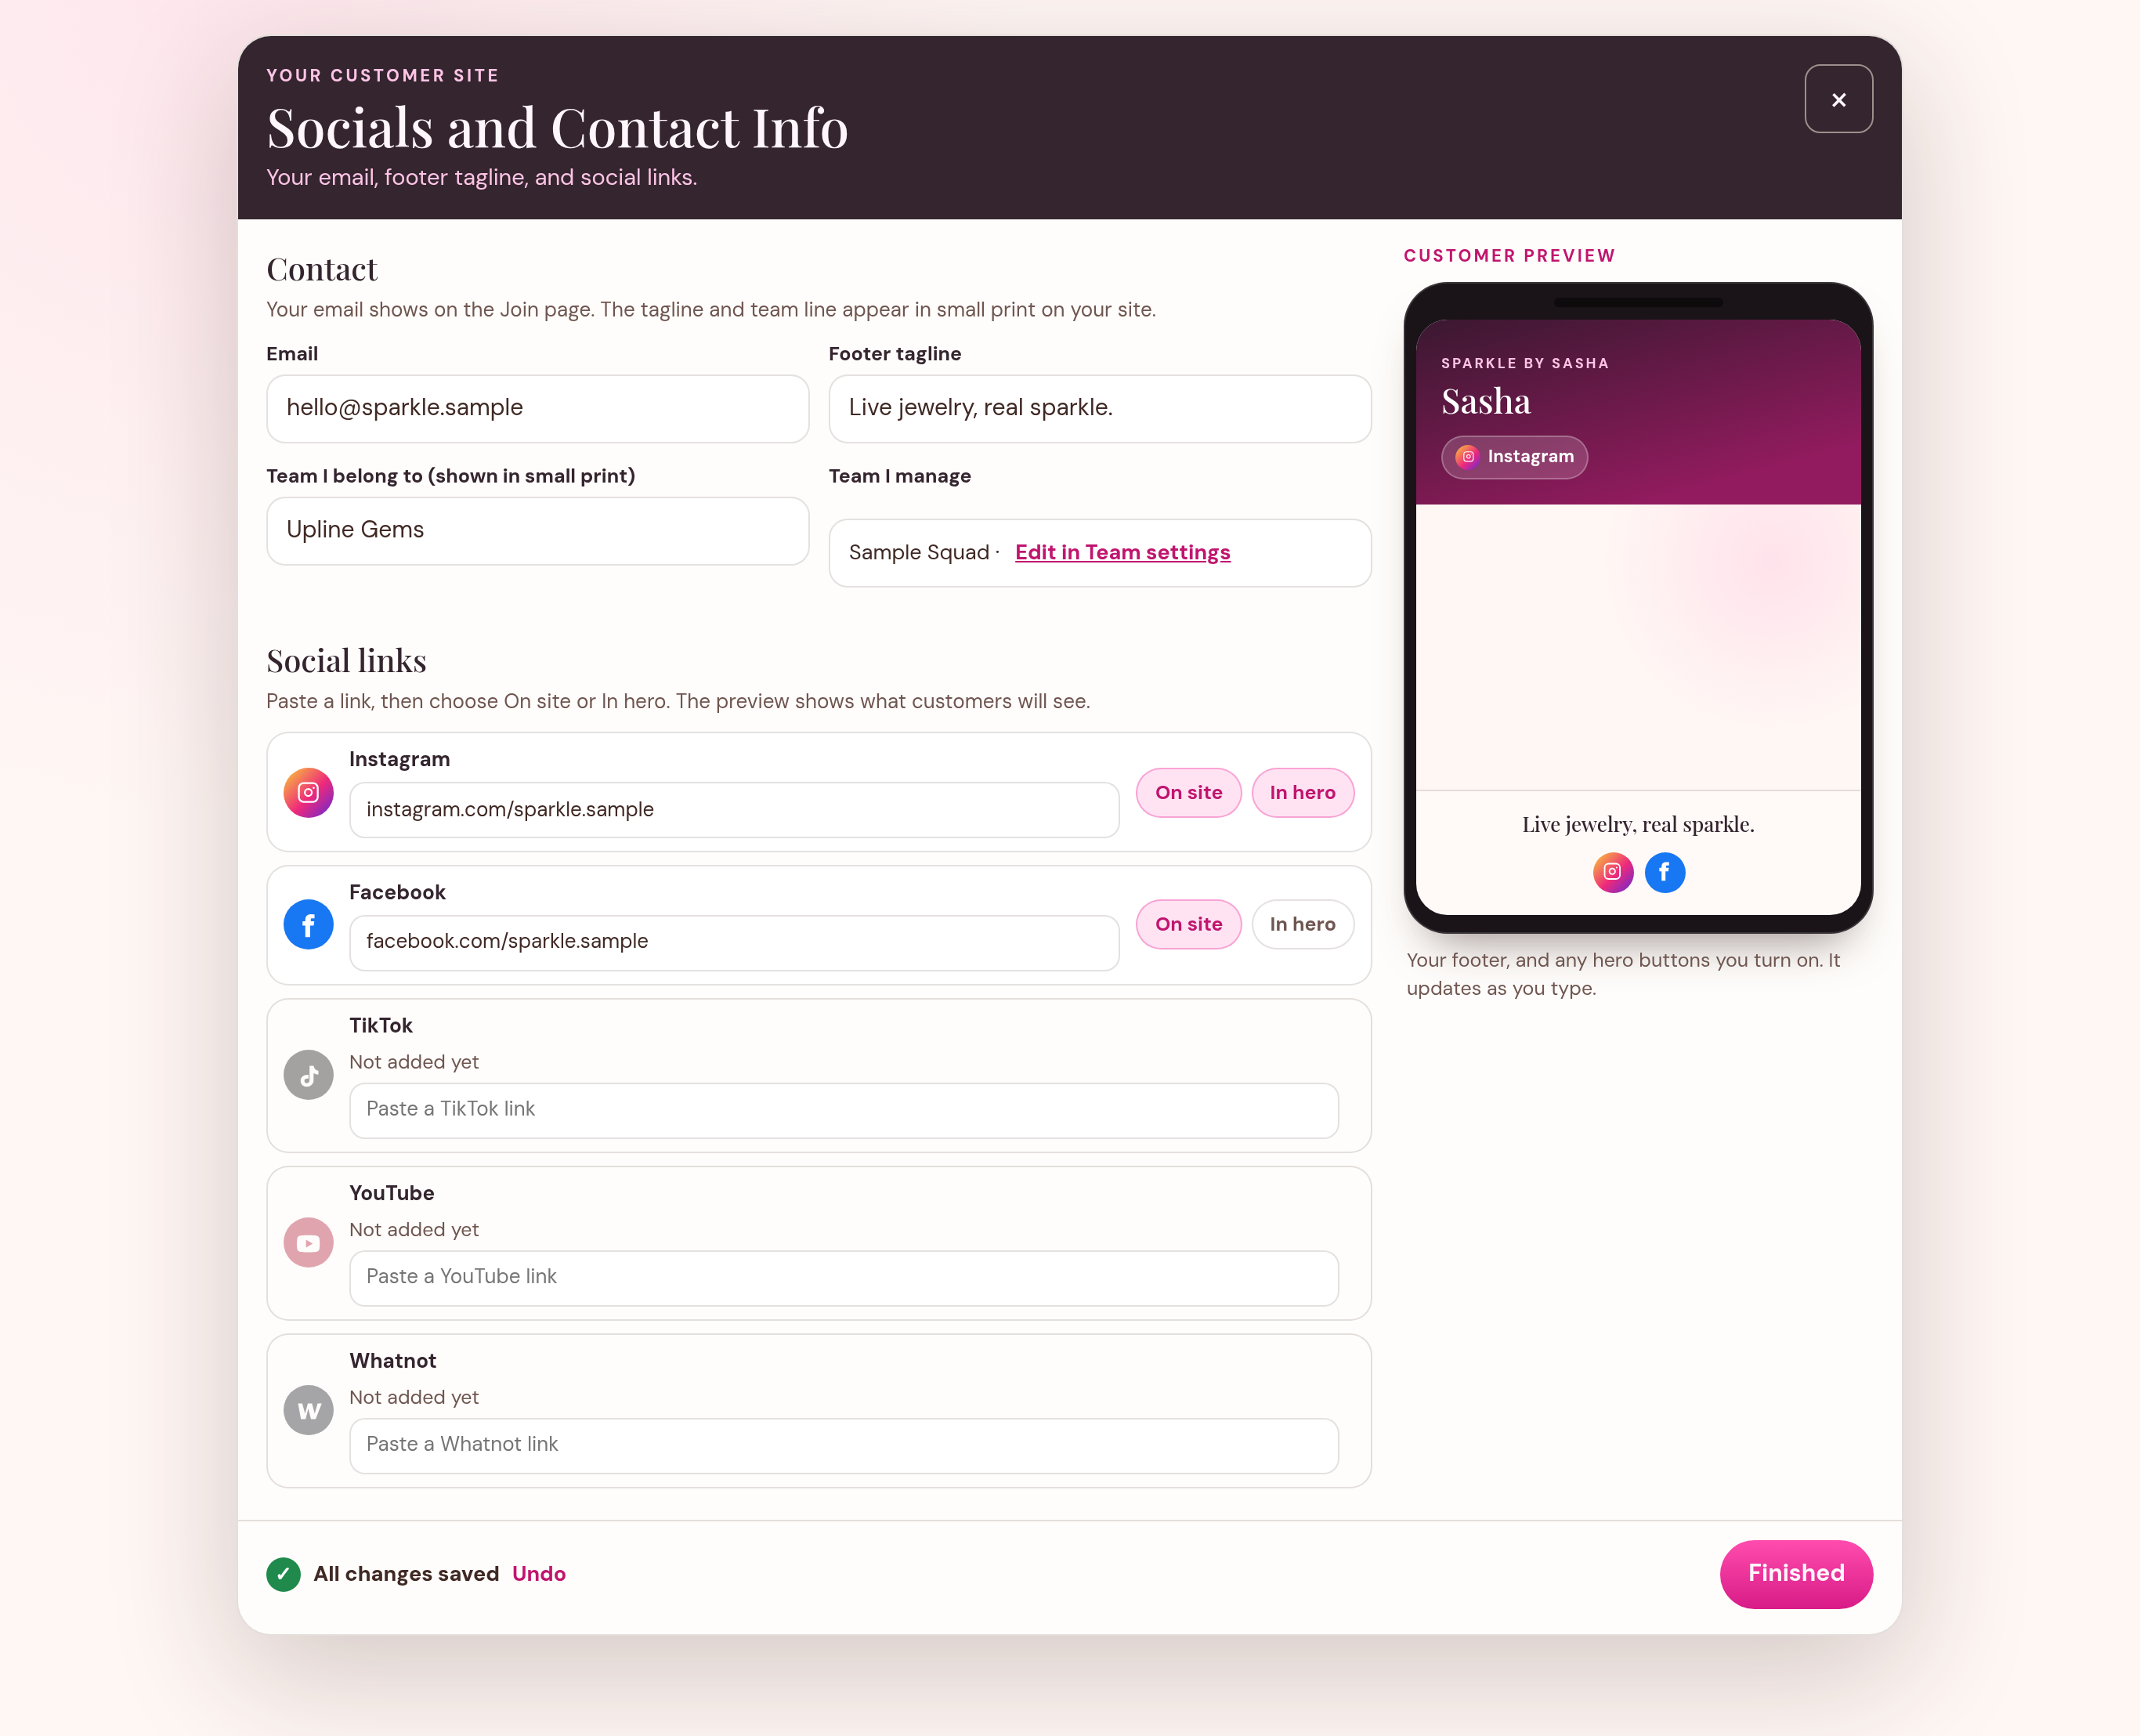 YOUR CUSTOMER SITE
Socials and Contact Info
Your email, footer tagline, and social links.
×
Contact
Your email shows on the Join page. The tagline and team line appear in small print on your site.
Email
hello@sparkle.sample
Footer tagline
Live jewelry, real sparkle.
Team I belong to (shown in small print)
Upline Gems
Team I manage
Sample Squad · Edit in Team settings
Social links
Paste a link, then choose On site or In hero. The preview shows what customers will see.
Instagram
instagram.com/sparkle.sample
On site
In hero
Facebook
facebook.com/sparkle.sample
On site
In hero
TikTok
Not added yet
Paste a TikTok link
YouTube
Not added yet
Paste a YouTube link
W
Whatnot
Not added yet
Paste a Whatnot link
CUSTOMER PREVIEW
SPARKLE BY SASHA
Sasha
Instagram
Live jewelry, real sparkle.
Your footer, and any hero buttons you turn on. It
updates as you type.
✓ All changes saved Undo
Finished